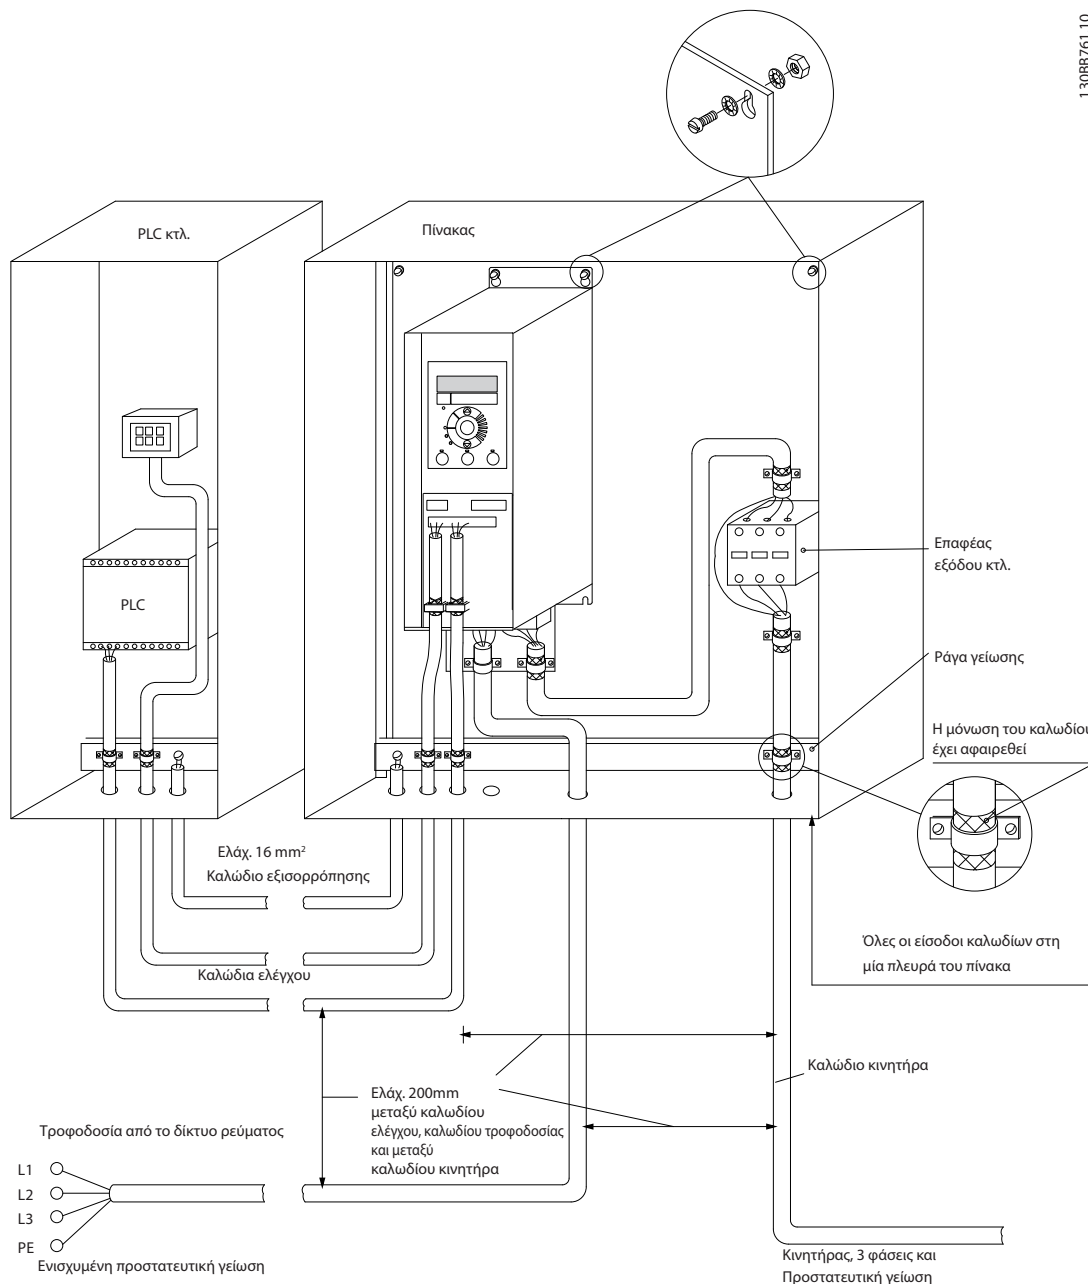 130BB761.10
PLC κτλ.
Πίνακας
PLC
Επαφέας
εξόδου κτλ.
Ράγα γείωσης
Η μόνωση του καλωδίου
έχει αφαιρεθεί
Ελάχ. 16 mm²
Καλώδιο εξισορρόπησης
Όλες οι είσοδοι καλωδίων στη
μία πλευρά του πίνακα
Καλώδια ελέγχου
Καλώδιο κινητήρα
Ελάχ. 200mm
μεταξύ καλωδίου
ελέγχου, καλωδίου τροφοδοσίας
και μεταξύ
καλωδίου κινητήρα
Τροφοδοσία από το δίκτυο ρεύματος
L1
L2
L3
PE
Ενισχυμένη προστατευτική γείωση
Κινητήρας, 3 φάσεις και
Προστατευτική γείωση